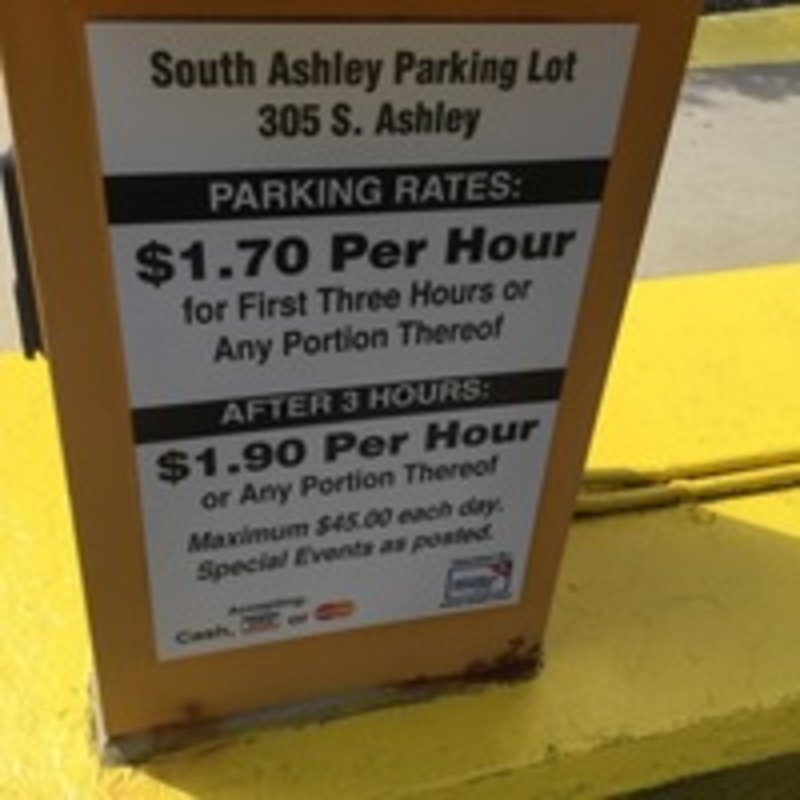 South Ashley Parking Lot
305 S. Ashley
PARKING RATES:
$1.70 Per Hour
for First Three Hours or
Any Portion Thereof
AFTER 3 HOURS:
$1.90 Per Hour
or Any Portion Thereof
Maximum $45.00 each day.
Special Events as posted.
Accepting:
Cash, or